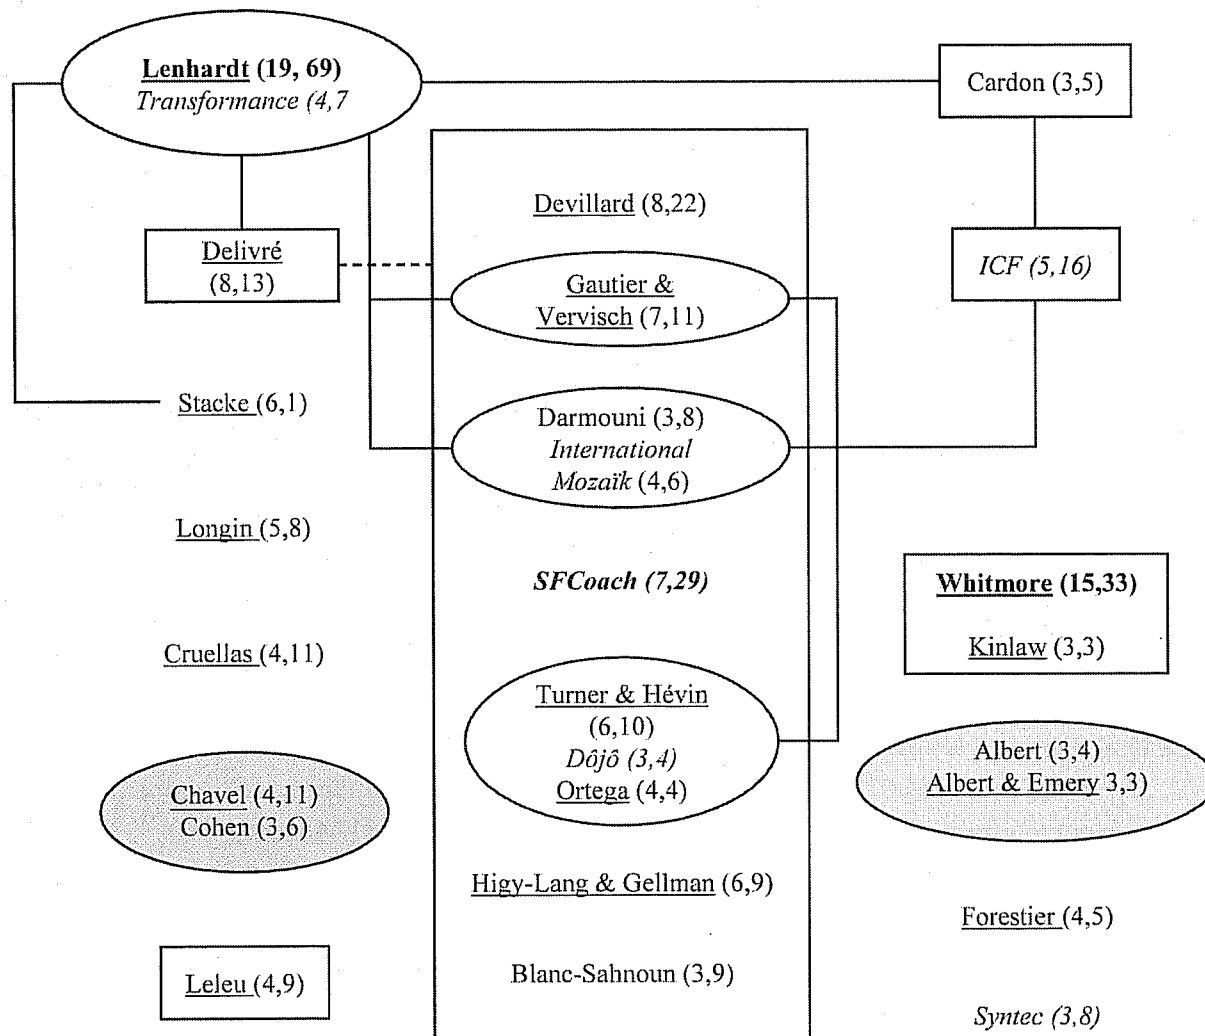 Lenhardt (19, 69)
Transformance (4,7
Cardon (3,5)
Devillard (8,22)
Delivré
(8,13)
ICF (5,16)
Gautier &
Vervisch (7,11)
Stacke (6,1)
Darmouni (3,8)
International
Mozaïk (4,6)
Longin (5,8)
SFCoach (7,29)
Whitmore (15,33)
Kinlaw (3,3)
Cruellas (4,11)
Turner & Hévin
(6,10)
Dôjô (3,4)
Ortega (4,4)
Albert (3,4)
Albert & Emery 3,3)
Chavel (4,11)
Cohen (3,6)
Higy-Lang & Gellman (6,9)
Forestier (4,5)
Leleu (4,9)
Blanc-Sahnoun (3,9)
Syntec (3,8)